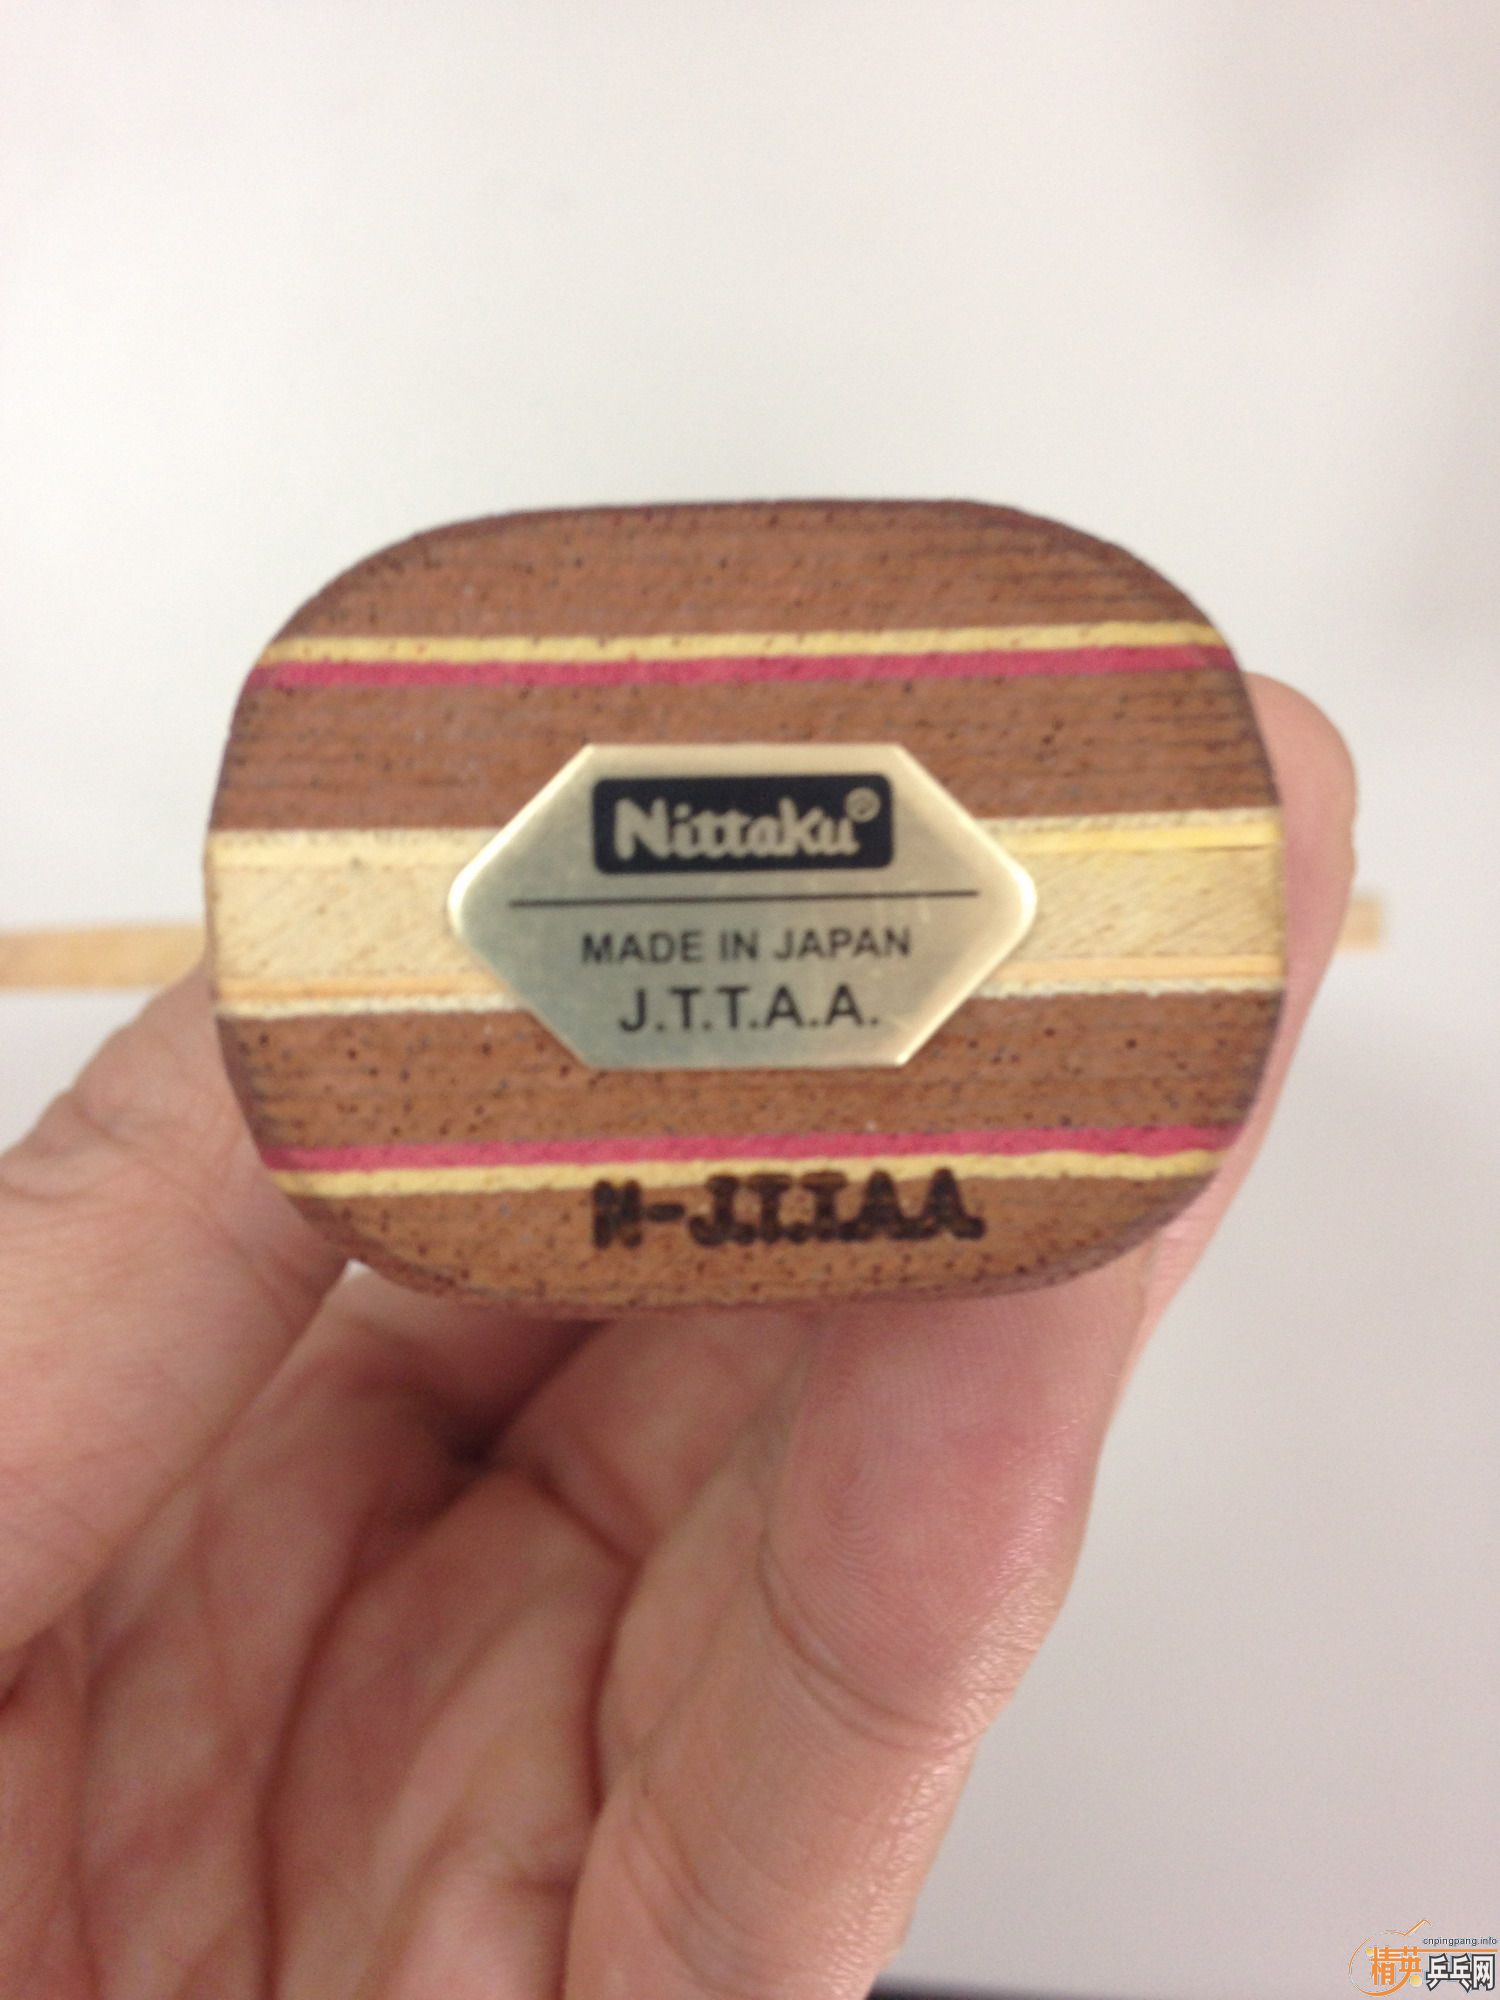 Nittaku®
MADE IN JAPAN
J.T.T.A.A.
N-J.T.T.A.A.
cnpingpang.info
精英乒乓网